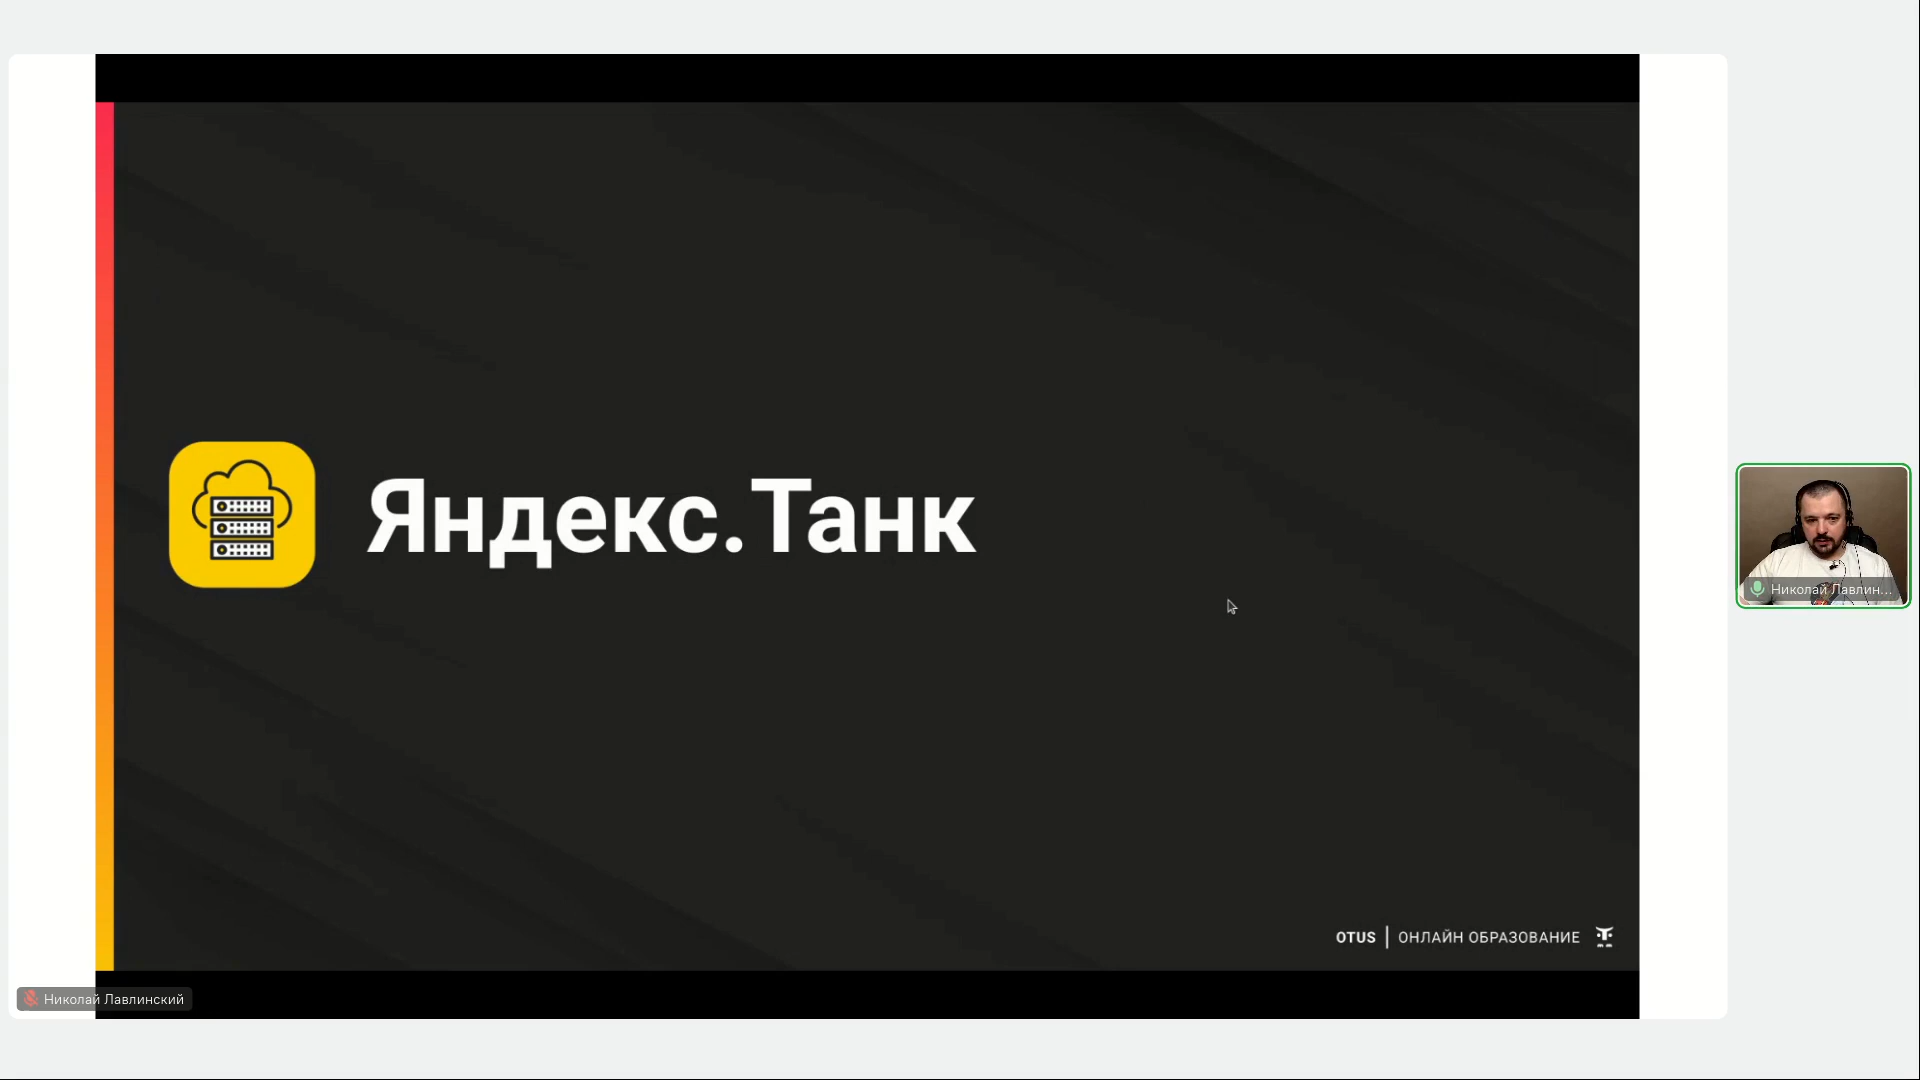 Яндекс.Танк
Николай Лавлин...
OTUS | ОНЛАЙН ОБРАЗОВАНИЕ
Николай Лавлинский